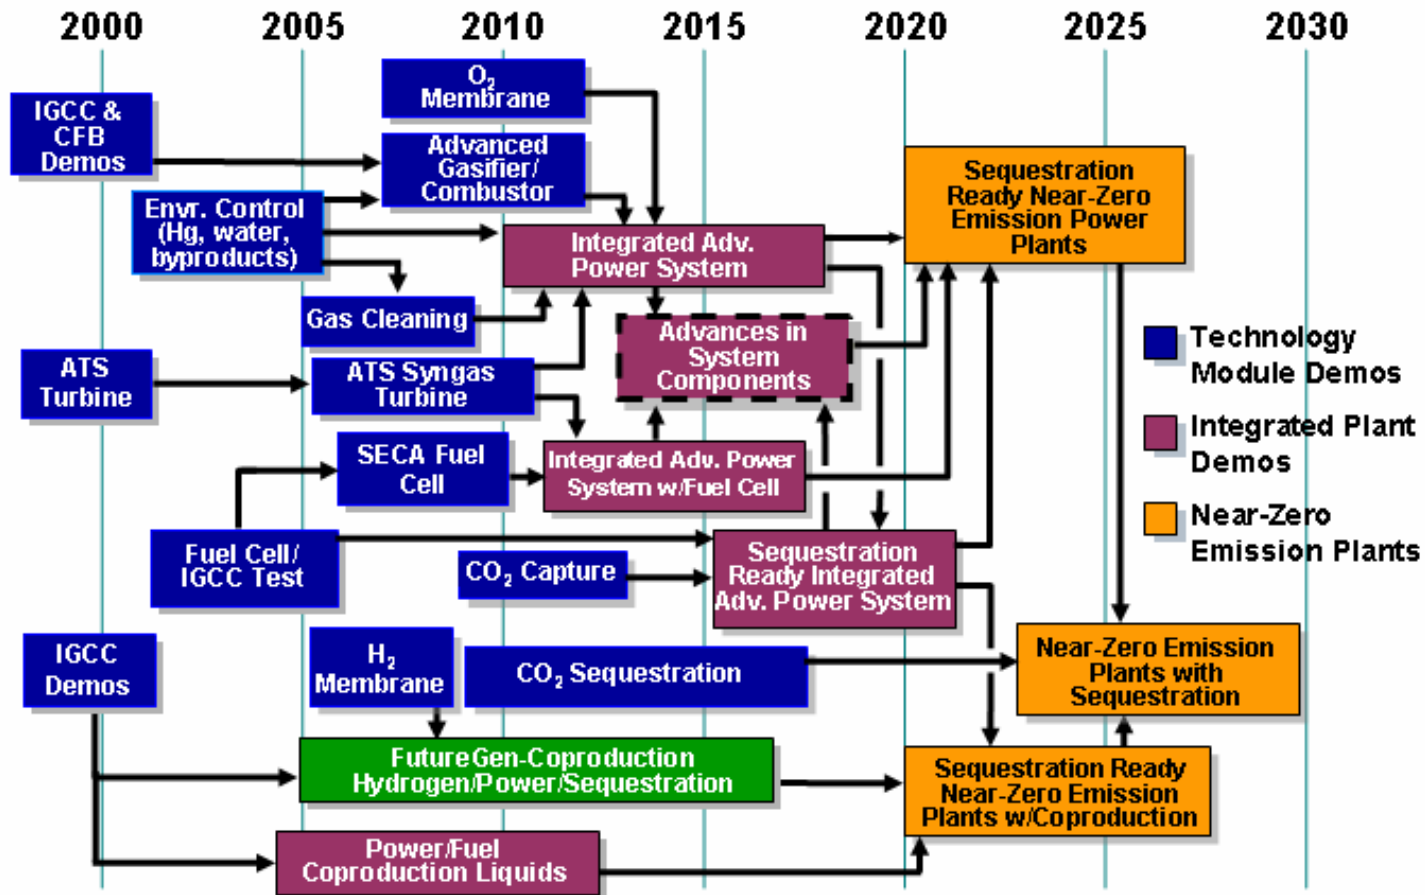 2000 2005 2010 2015 2020 2025 2030
O₂
Membrane
IGCC &
CFB
Demos
Advanced
Gasifier/
Combustor
Sequestration
Ready Near-Zero
Emission Power
Plants
Envr. Control
(Hg, water,
byproducts)
Integrated Adv.
Power System
Gas Cleaning
Advances in
System
Components
Technology
Module Demos
ATS
Turbine
ATS Syngas
Turbine
Integrated Plant
Demos
SECA Fuel
Cell
Integrated Adv. Power
System w/Fuel Cell
Near-Zero
Emission Plants
Fuel Cell/
IGCC Test
CO₂ Capture
Sequestration
Ready Integrated
Adv. Power System
IGCC
Demos
H₂
Membrane
CO₂ Sequestration
Near-Zero Emission
Plants with
Sequestration
FutureGen-Coproduction
Hydrogen/Power/Sequestration
Sequestration Ready
Near-Zero Emission
Plants w/Coproduction
Power/Fuel
Coproduction Liquids